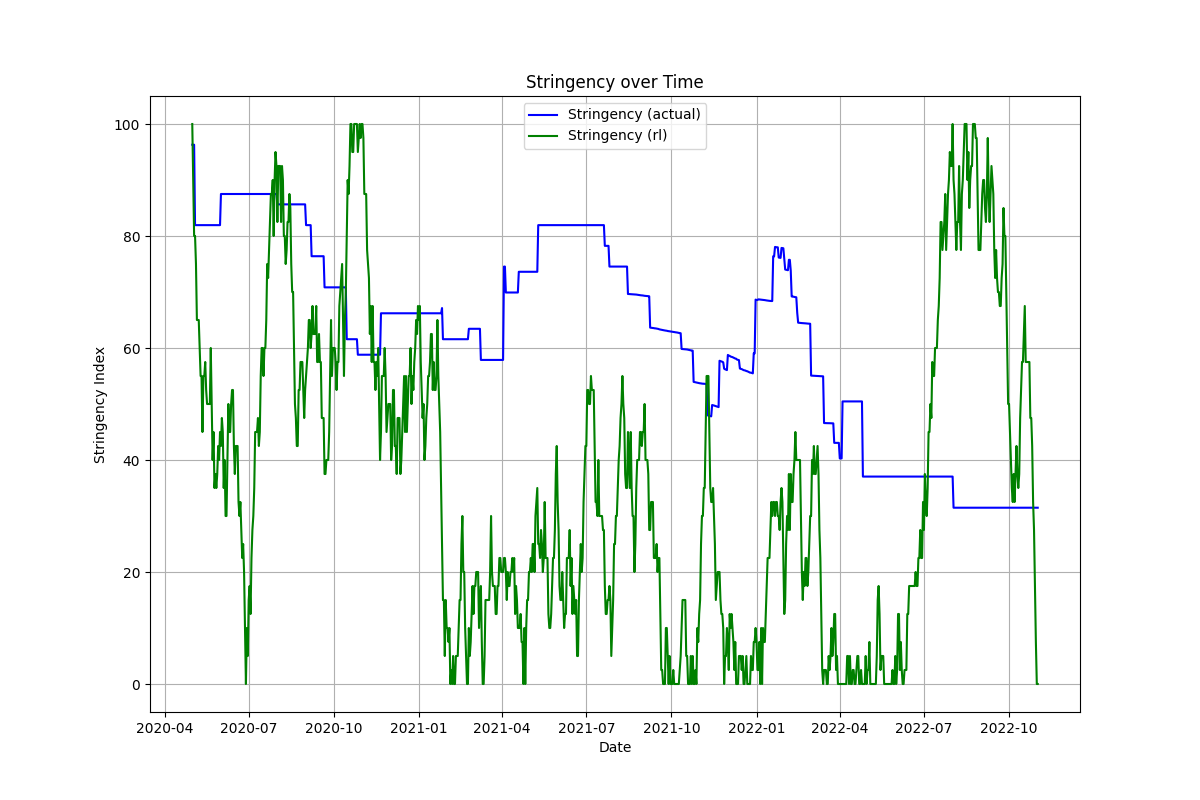 Stringency over Time
Stringency (actual)
Stringency (rl)
Stringency Index
100
80
60
40
20
0
2020-04 2020-07 2020-10 2021-01 2021-04 2021-07 2021-10 2022-01 2022-04 2022-07 2022-10
Date